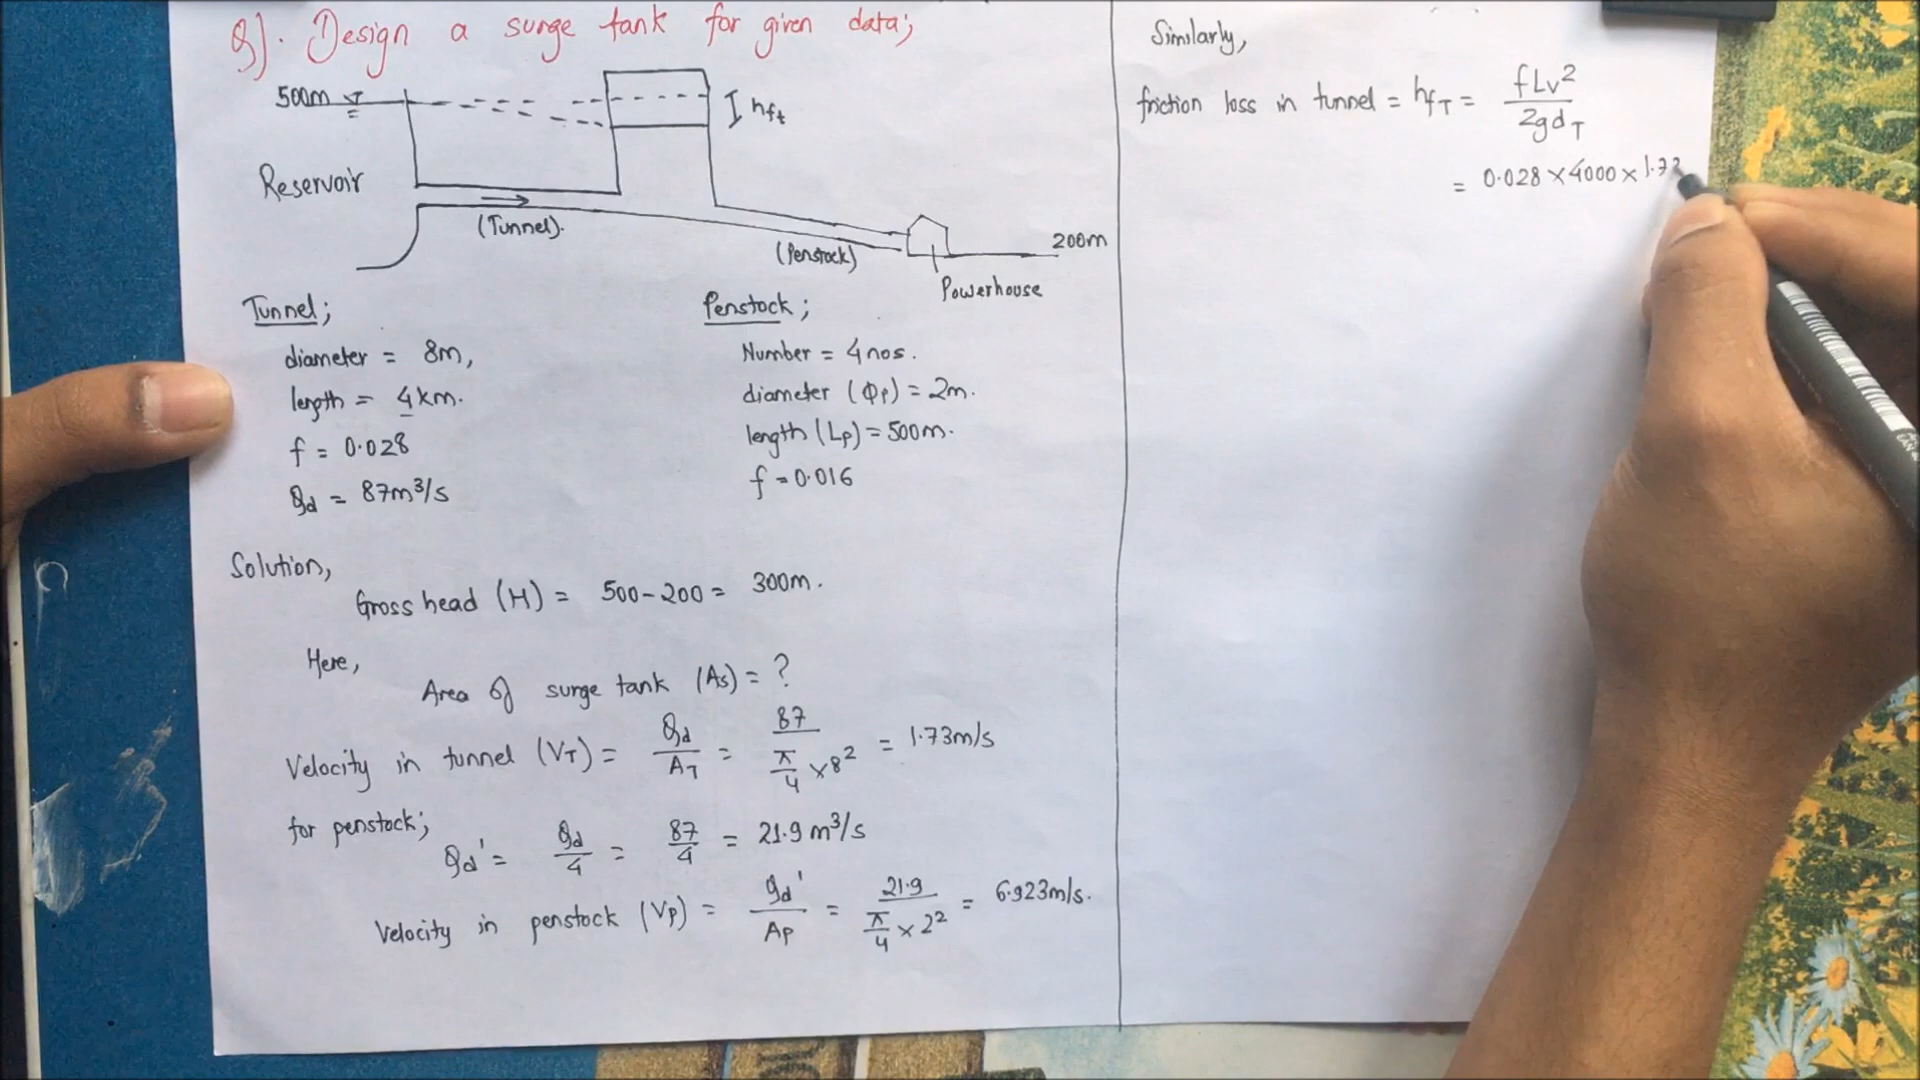 Q). Design a surge tank for given data;
500m
hft
Reservoir
(Tunnel).
(Penstock)
200m
Powerhouse
Tunnel;
diameter = 8m,
length = 4km.
f = 0.028
Qd = 87m³/s
Penstock;
Number = 4nos.
diameter (Φp) = 2m.
length (Lp) = 500m.
f = 0.016
Solution,
Gross head (H) = 500-200 = 300m.
Here,
Area of surge tank (As) = ?
Velocity in tunnel (VT) = Qd/AT = 87/(π/4 ×8²) = 1.73m/s
for penstock;
Qd' = Qd/4 = 87/4 = 21.9 m³/s
Velocity in penstock (Vp) = Qd'/Ap = 21.9/(π/4 × 2²) = 6.923m/s.
Similarly,
friction loss in tunnel = hfT = fLv²/2gdT
= 0.028 × 4000 × 1.73